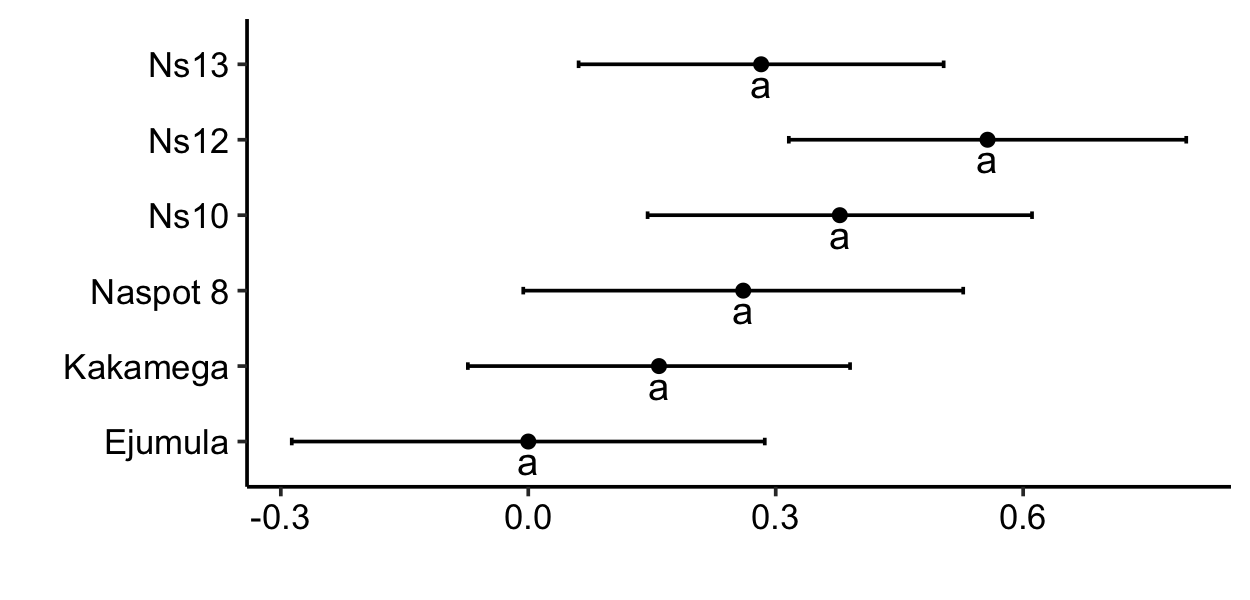 Ns13
a
Ns12
a
Ns10
a
Naspot 8
a
Kakamega
a
Ejumula
a
-0.3 0.0 0.3 0.6